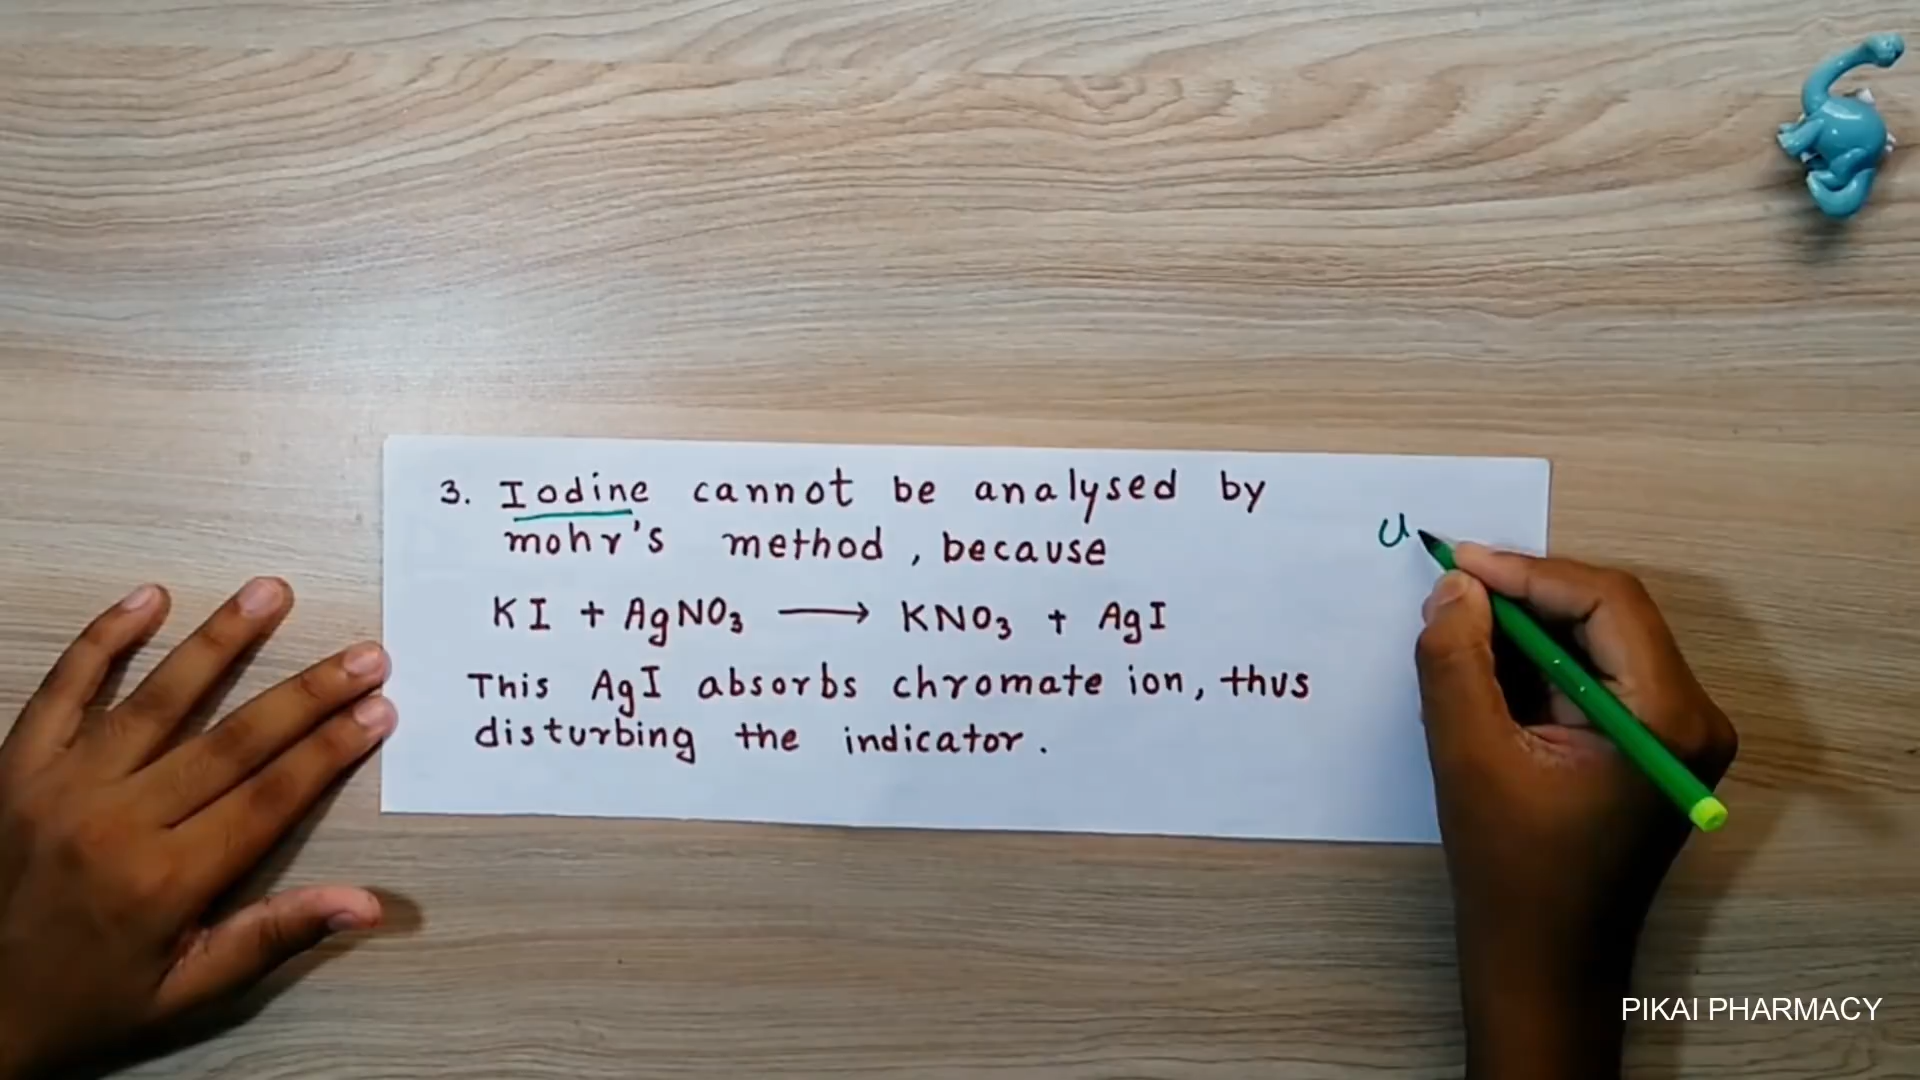 3. Iodine cannot be analysed by
mohr's method, because
KI + AgNO₃ ⟶ KNO₃ + AgI
This AgI absorbs chromate ion, thus
disturbing the indicator.
PIKAI PHARMACY